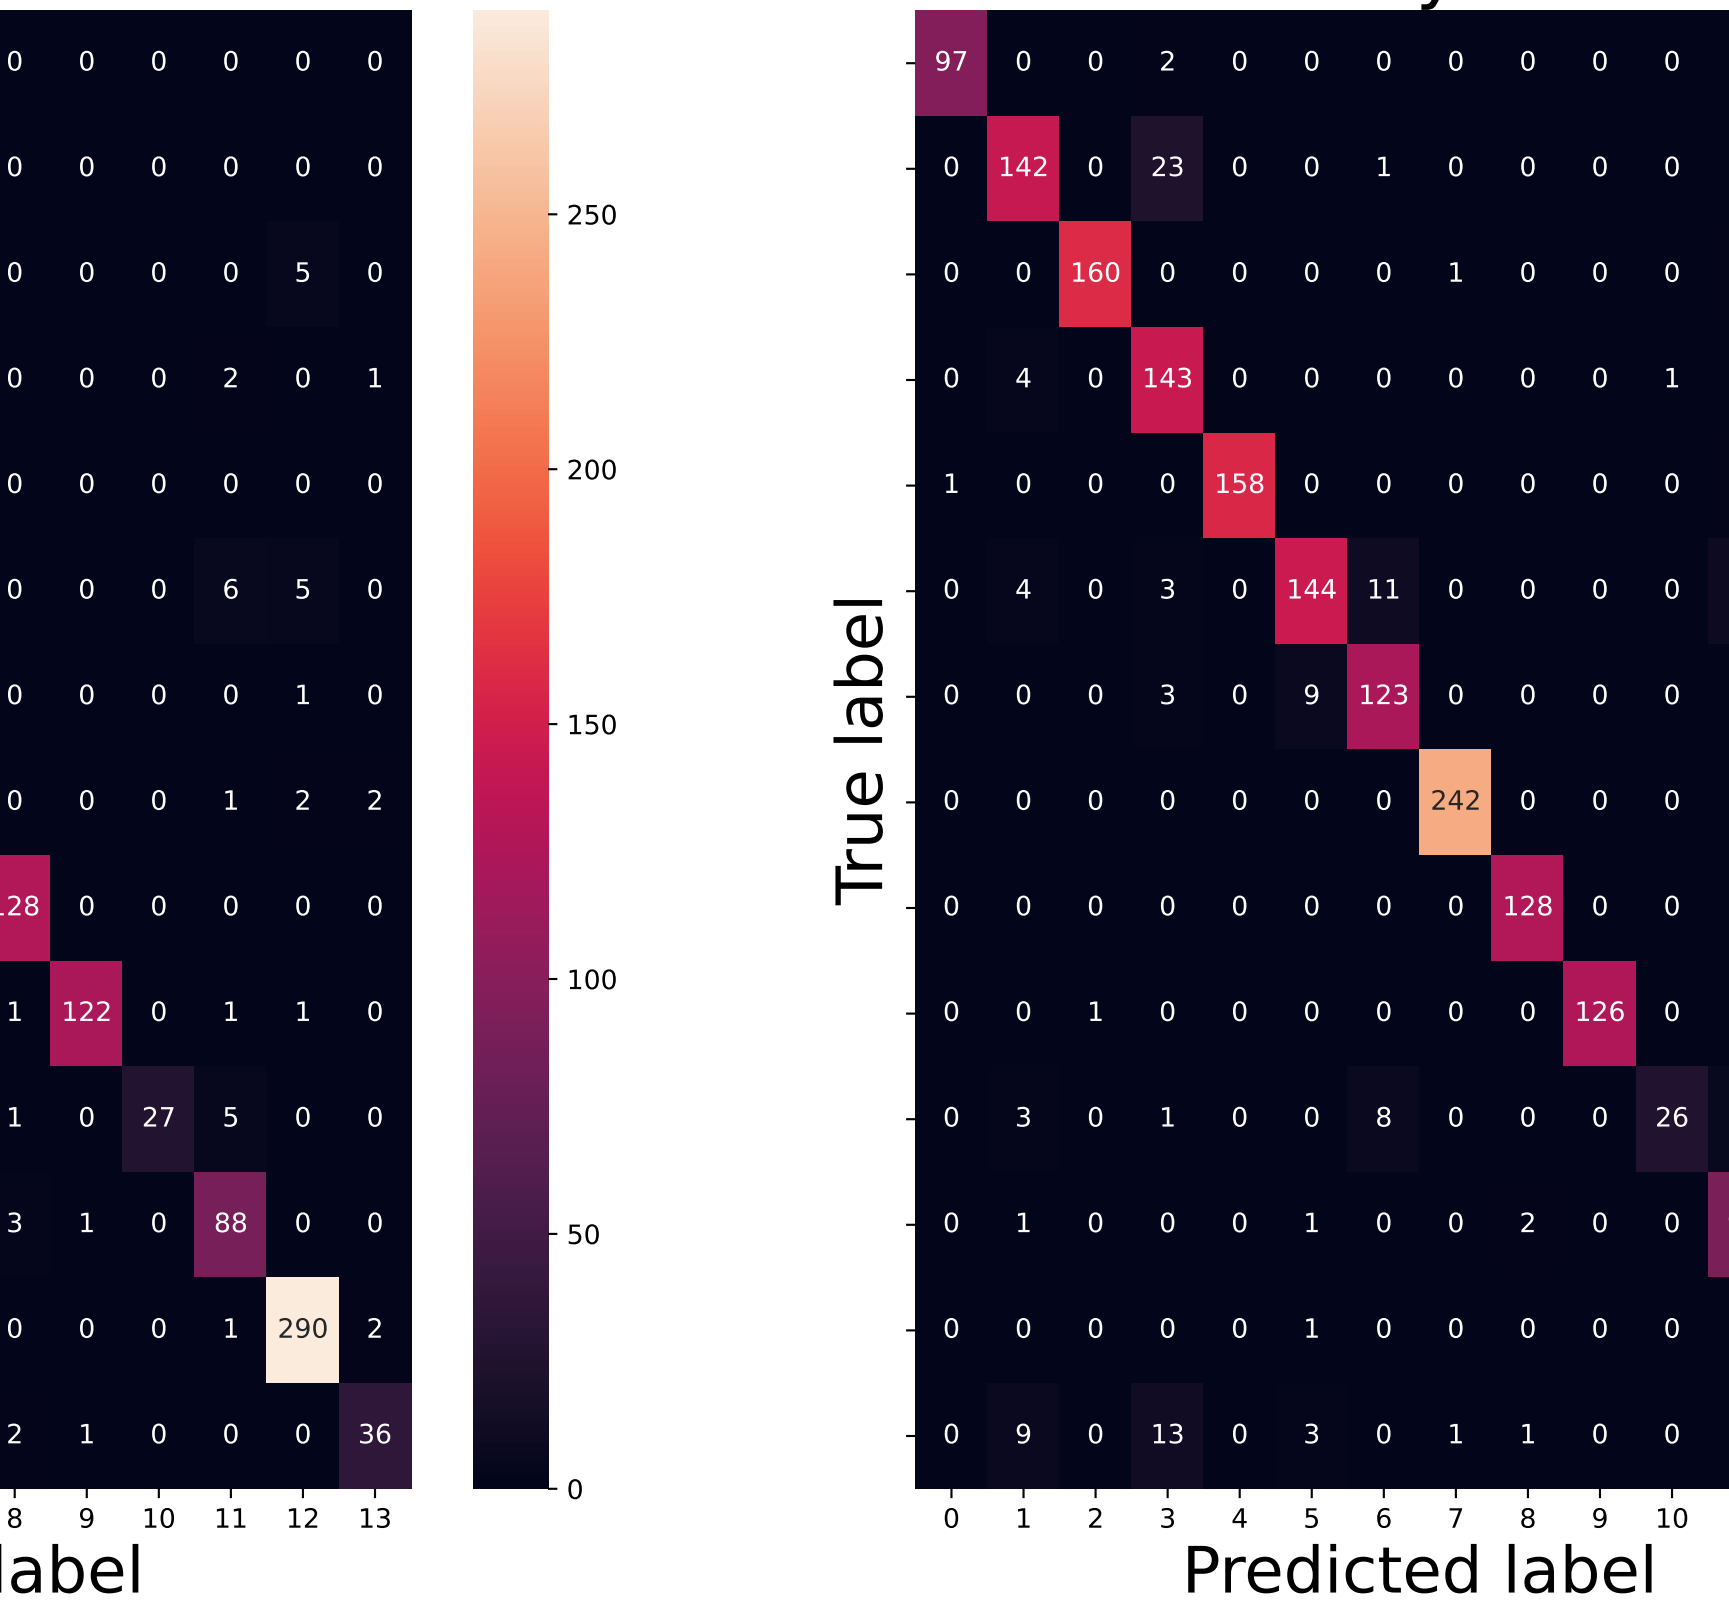 0 0 0 0 0 0
0 0 0 0 0 0
0 0 0 0 5 0
0 0 0 2 0 1
0 0 0 0 0 0
0 0 0 6 5 0
0 0 0 0 1 0
0 0 0 1 2 2
128 0 0 0 0 0
1 122 0 1 1 0
1 0 27 5 0 0
3 1 0 88 0 0
0 0 0 1 290 2
2 1 0 0 0 36
8 9 10 11 12 13
label
250
200
150
100
50
0
True label
97 0 0 2 0 0 0 0 0 0 0
0 142 0 23 0 0 1 0 0 0 0
0 0 160 0 0 0 0 1 0 0 0
0 4 0 143 0 0 0 0 0 0 1
1 0 0 0 158 0 0 0 0 0 0
0 4 0 3 0 144 11 0 0 0 0
0 0 0 3 0 9 123 0 0 0 0
0 0 0 0 0 0 0 242 0 0 0
0 0 0 0 0 0 0 0 128 0 0
0 0 1 0 0 0 0 0 0 126 0
0 3 0 1 0 0 8 0 0 0 26
0 1 0 0 0 1 0 0 2 0 0
0 0 0 0 0 1 0 0 0 0 0
0 9 0 13 0 3 0 1 1 0 0
0 1 2 3 4 5 6 7 8 9 10
Predicted label